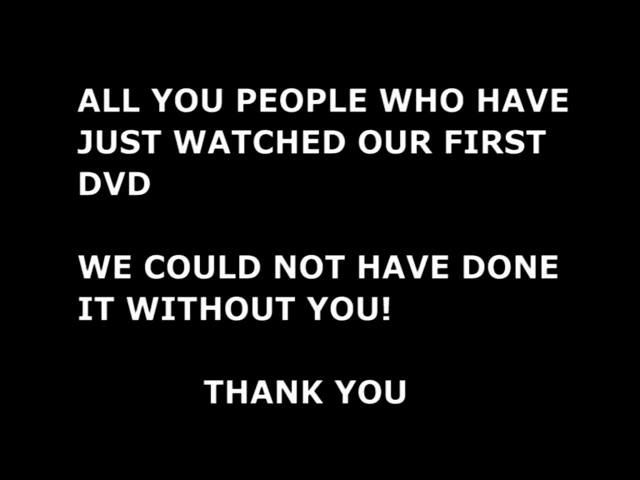 ALL YOU PEOPLE WHO HAVE
JUST WATCHED OUR FIRST
DVD
WE COULD NOT HAVE DONE
IT WITHOUT YOU!
THANK YOU